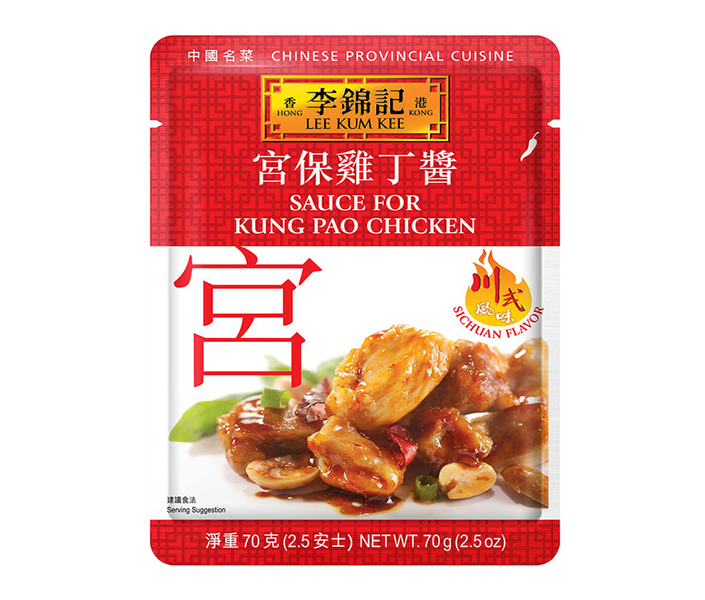 中國名菜 CHINESE PROVINCIAL CUISINE
香 李錦記 港
HONG LEE KUM KEE KONG
宮保雞丁醬
SAUCE FOR
KUNG PAO CHICKEN
宮
川式
風味
SICHUAN FLAVOR
建議食法
Serving Suggestion
淨重 70 克 (2.5 安士) NET WT. 70 g (2.5 oz)